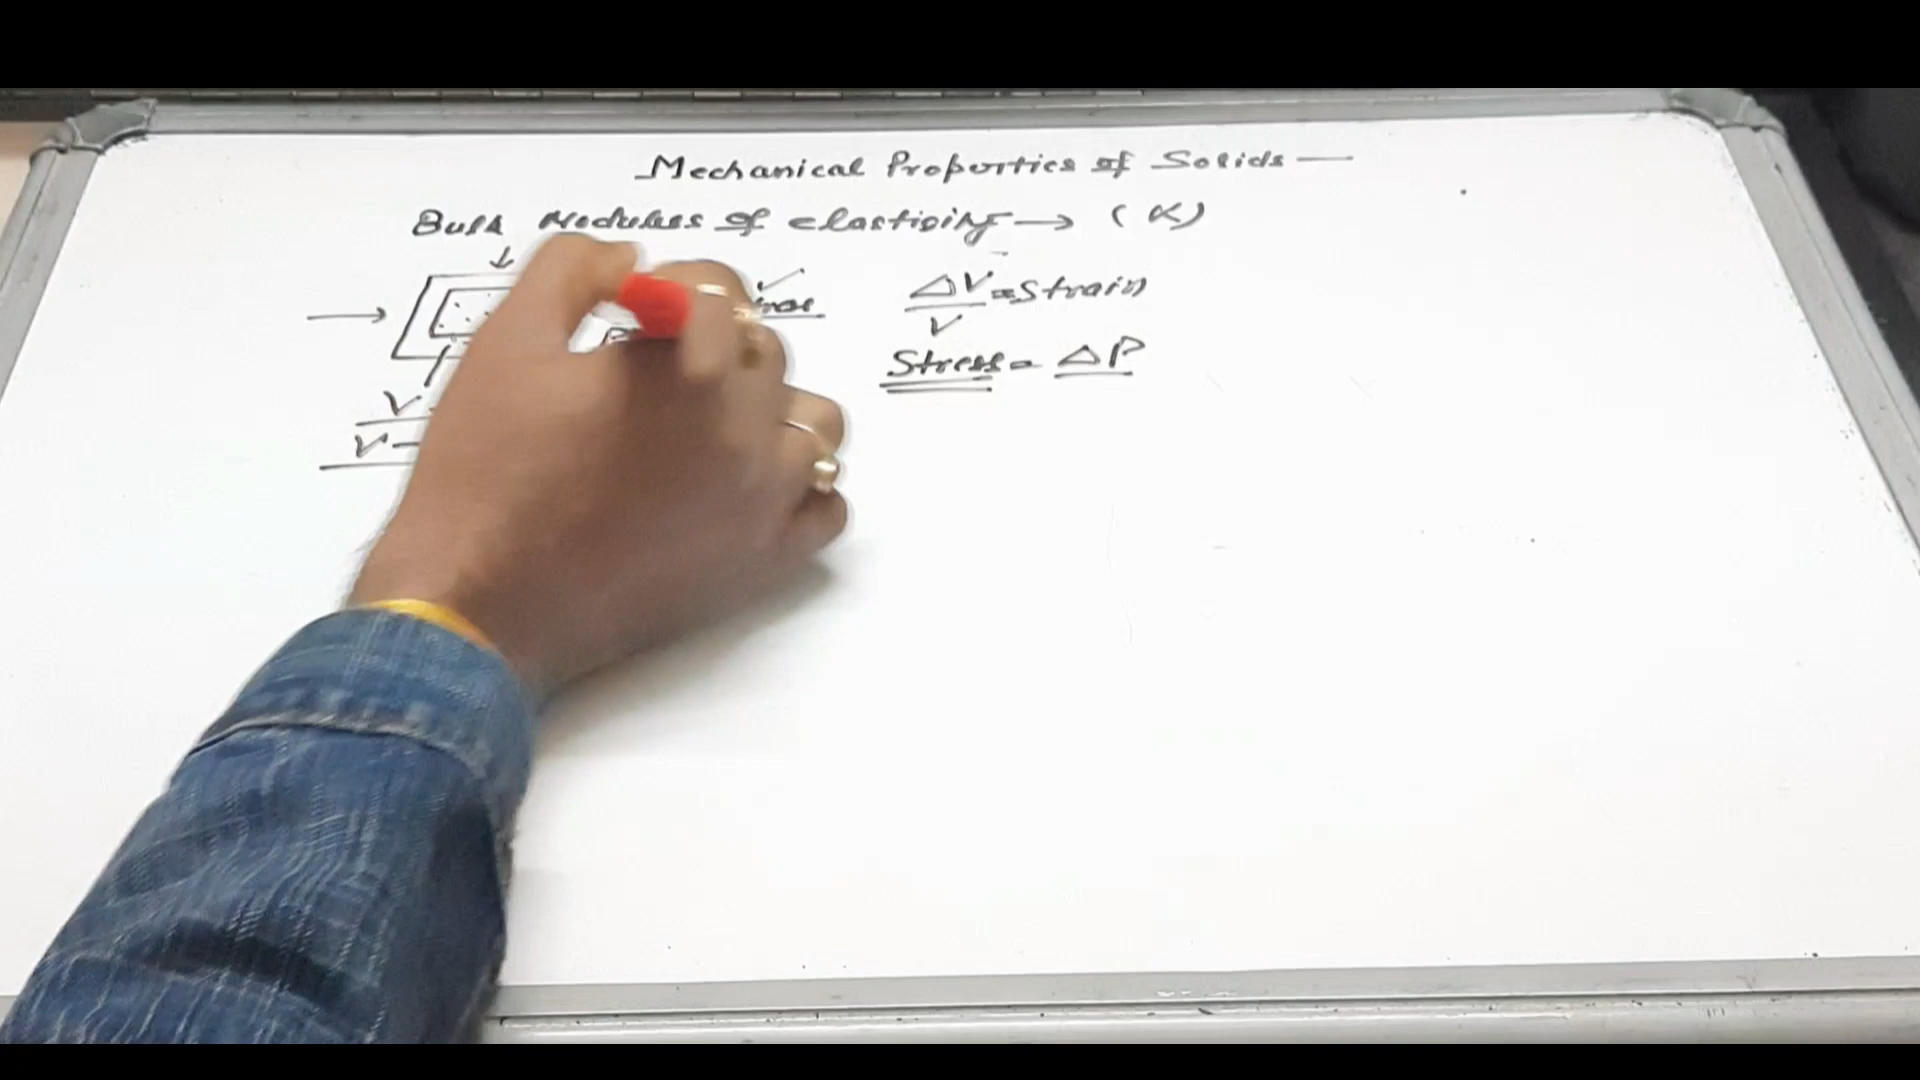 Mechanical Properties of Solids —
Bulk Modulus of elasticity → (K)
ΔV/V = Strain
Stress = ΔP
V
V -